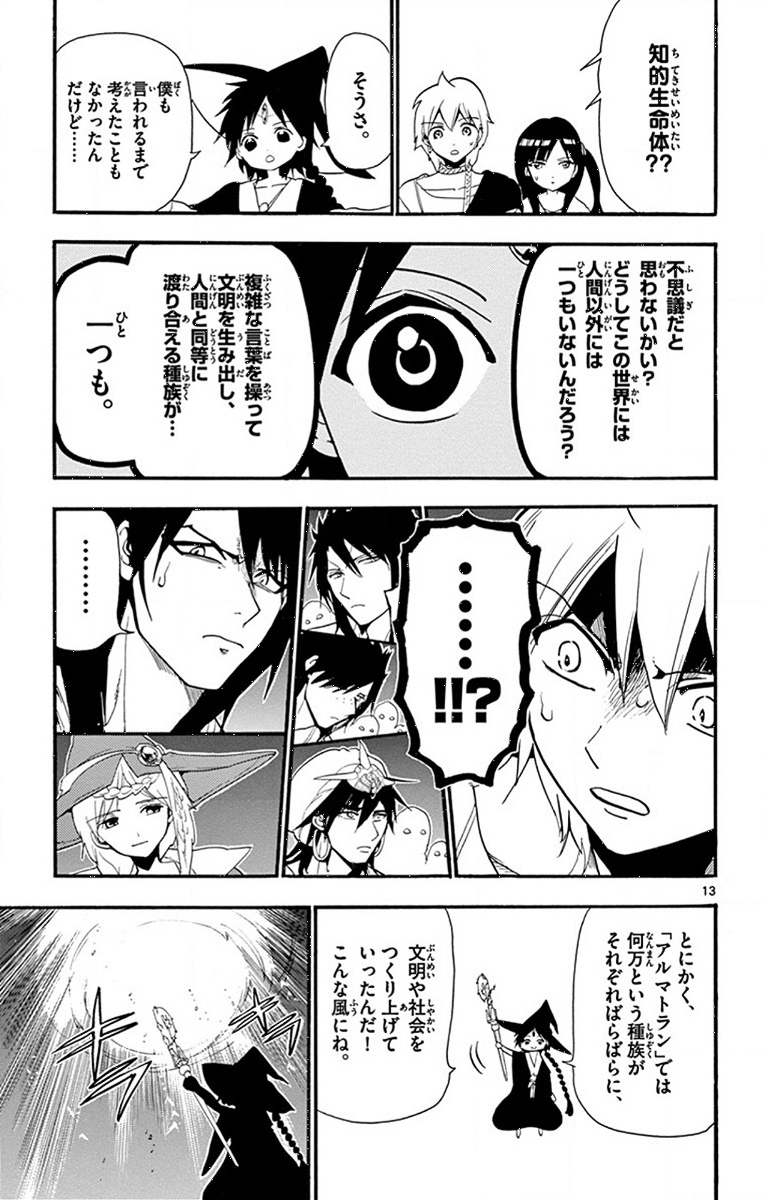 知的生命体??
そうさ。
僕も
言われるまで
考えたことも
なかったん
だけど……
不思議だと
思わないかい?
どうしてこの世界には
人間以外には
一つもいないんだろう?
複雑な言葉を操って
文明を生み出し、
人間と同等に
渡り合える種族が…
一つも。
……!!?
………
13
とにかく、
「アルマトラン」では
何万という種族が
それぞればらばらに、
文明や社会を
つくり上げて
いったんだ!
こんな風にね。